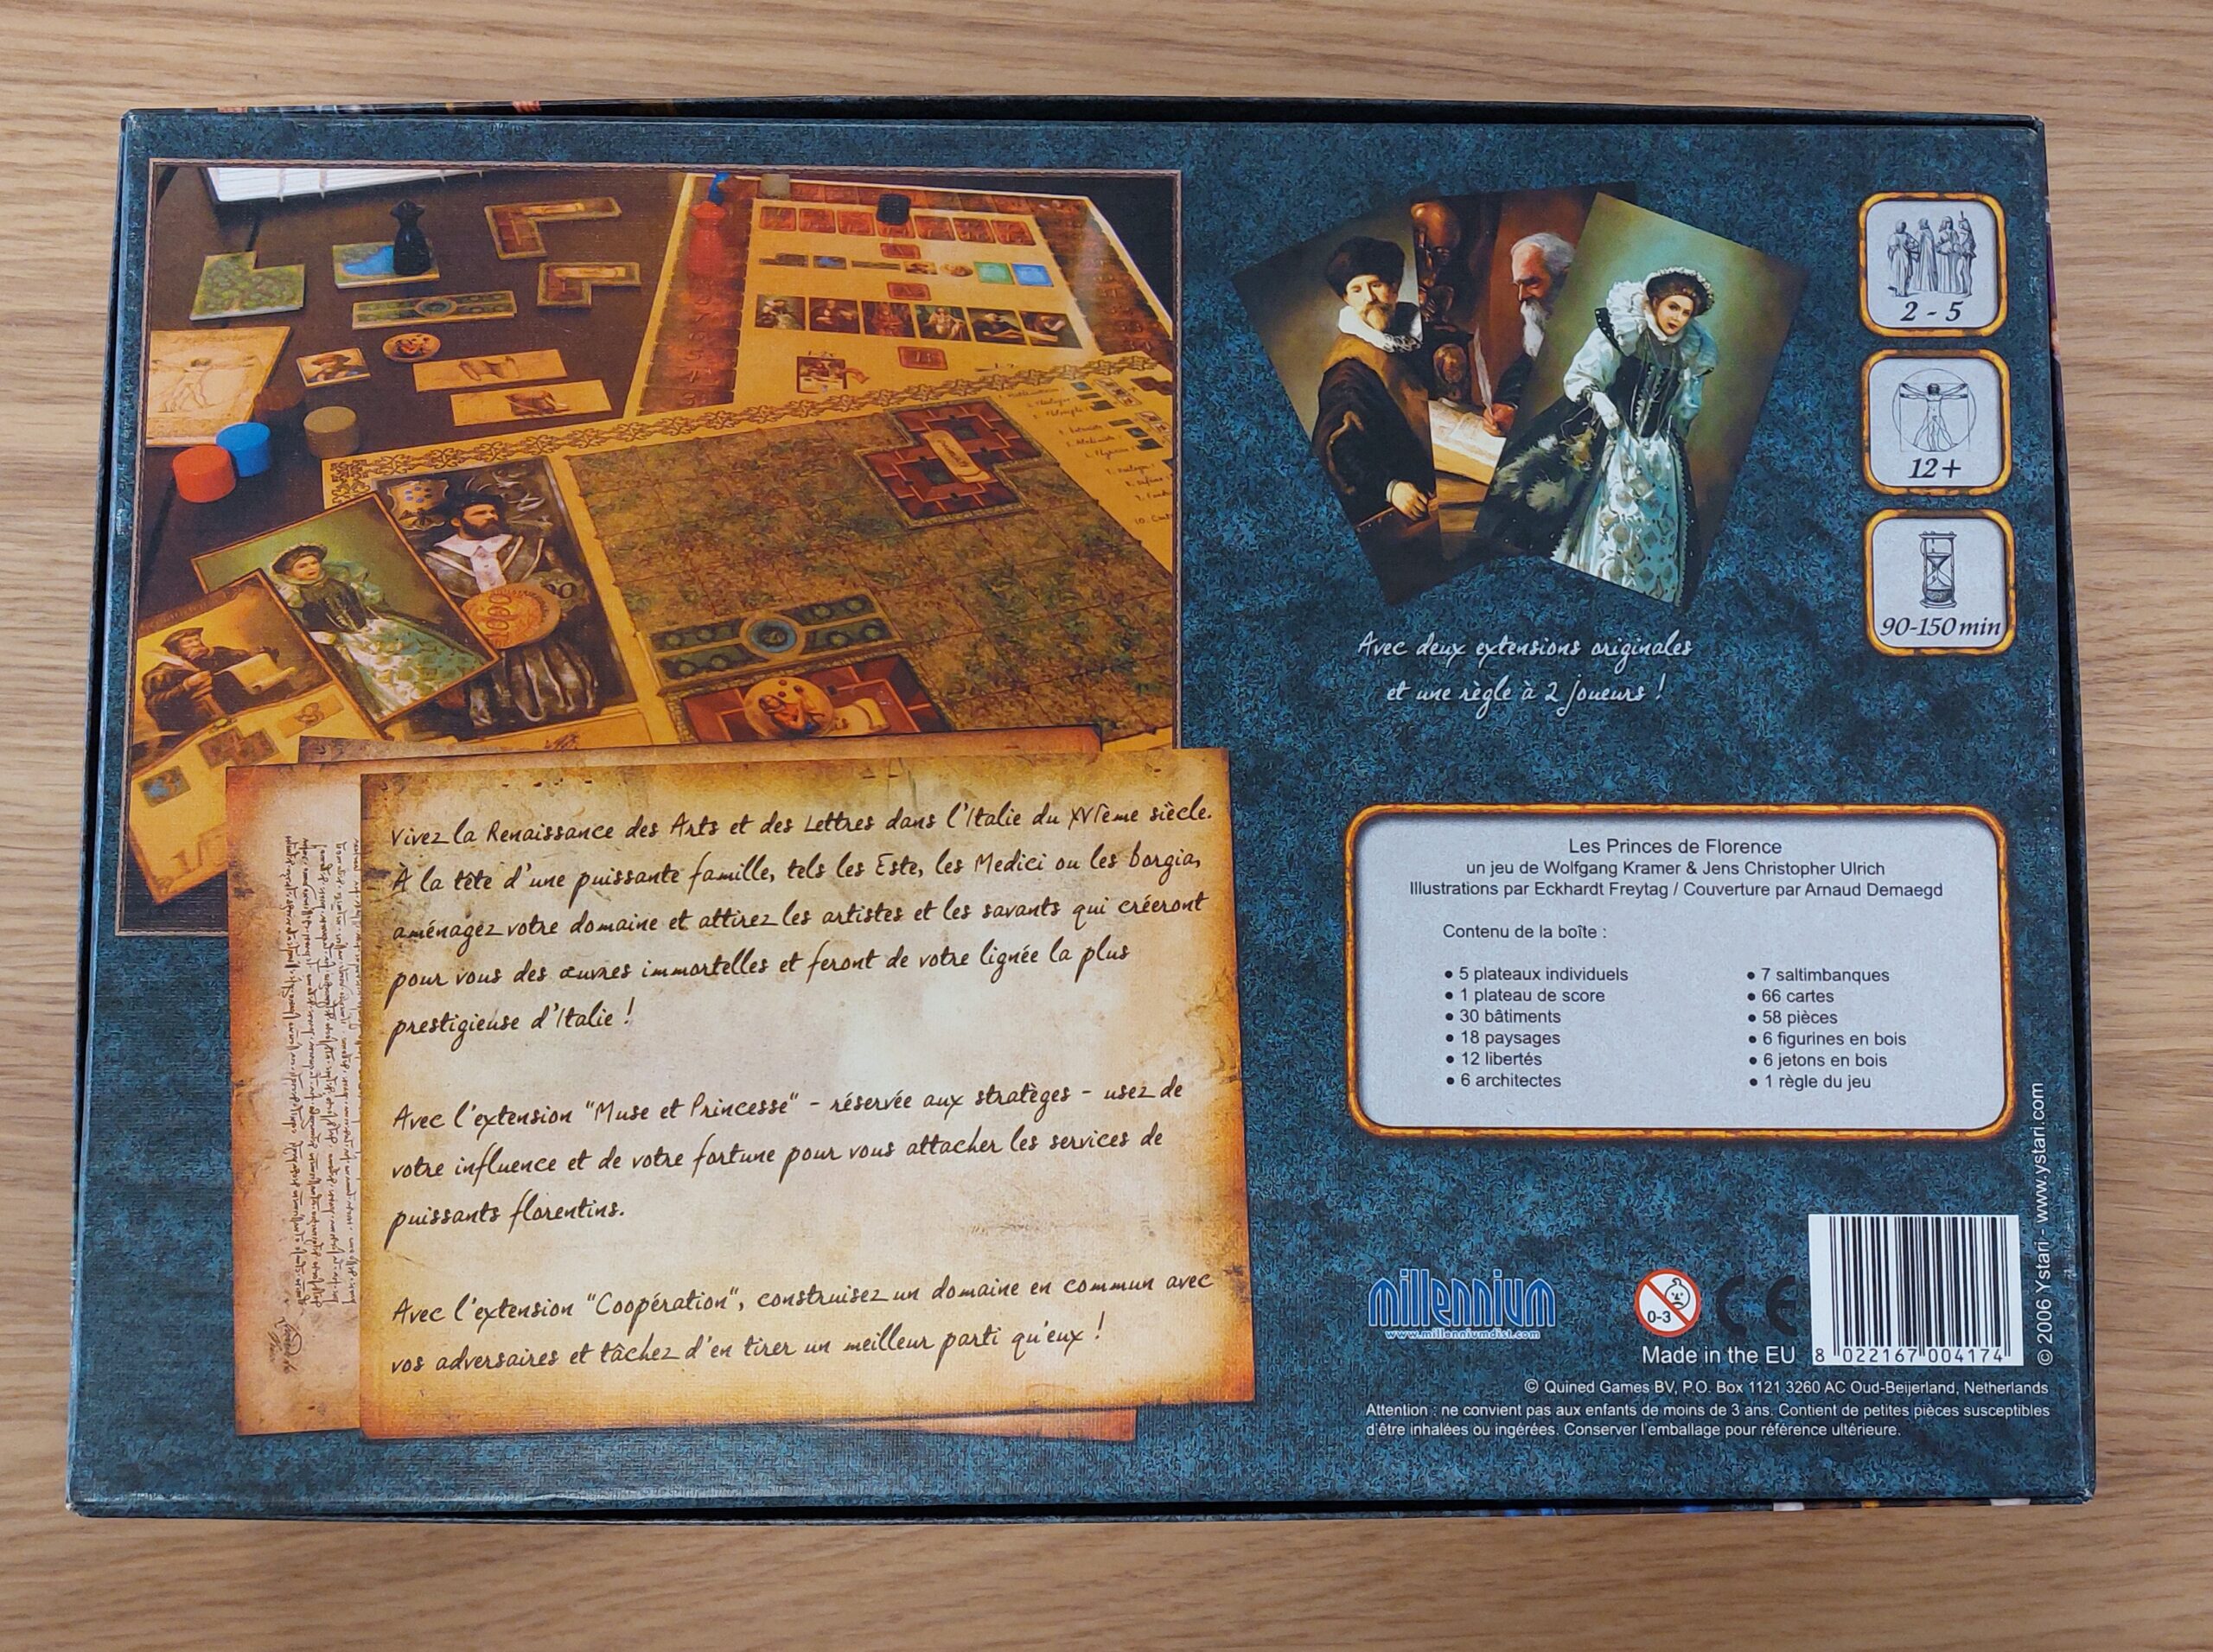 Vivez la Renaissance des Arts et des Lettres dans l'Italie du XVIème siècle.
À la tête d'une puissante famille, tels les Este, les Medici ou les Borgia,
aménagez votre domaine et attirez les artistes et les savants qui créeront
pour vous des œuvres immortelles et feront de votre lignée la plus
prestigieuse d'Italie !
Avec l'extension "Muse et Princesse" - réservée aux stratèges - usez de
votre influence et de votre fortune pour vous attacher les services de
puissants florentins.
Avec l'extension "Coopération", construisez un domaine en commun avec
vos adversaires et tâchez d'en tirer un meilleur parti qu'eux !
1000
Avec deux extensions originales
et une règle à 2 joueurs !
2 - 5
12+
90-150 min
Les Princes de Florence
un jeu de Wolfgang Kramer & Jens Christopher Ulrich
Illustrations par Eckhardt Freytag / Couverture par Arnaud Demaegd
Contenu de la boîte :
• 5 plateaux individuels
• 1 plateau de score
• 30 bâtiments
• 18 paysages
• 12 libertés
• 6 architectes
• 7 saltimbanques
• 66 cartes
• 58 pièces
• 6 figurines en bois
• 6 jetons en bois
• 1 règle du jeu
millennium
www.millenniumdist.com
0-3
CE
Made in the EU
8 022167 004174
© 2006 Ystari - www.ystari.com
© Quined Games BV, P.O. Box 1121 3260 AC Oud-Beijerland, Netherlands
Attention : ne convient pas aux enfants de moins de 3 ans. Contient de petites pièces susceptibles
d'être inhalées ou ingérées. Conserver l'emballage pour référence ultérieure.